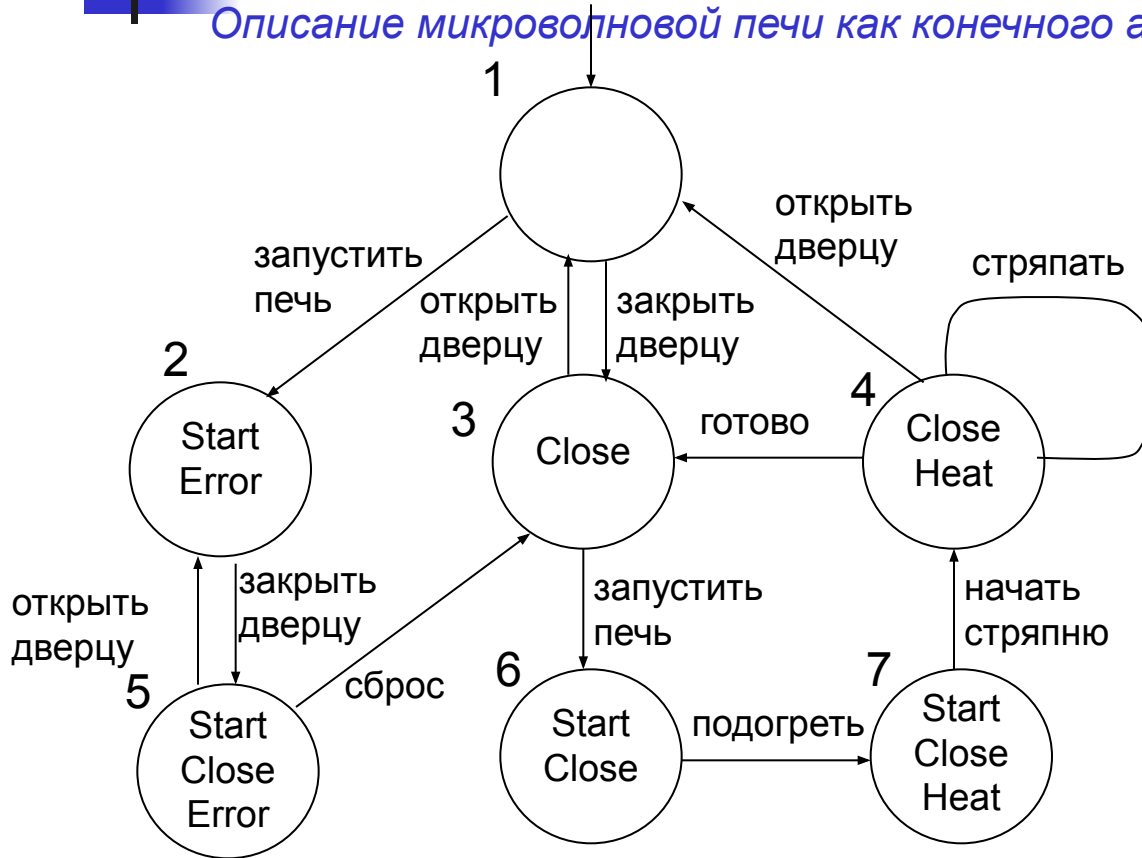 Описание микроволновой печи как конечного а
1
открыть
дверцу
запустить
печь
стряпать
открыть
дверцу
закрыть
дверцу
2
3
4
готово
Start
Error
Close
Close
Heat
открыть
дверцу
закрыть
дверцу
запустить
печь
начать
стряпню
сброс
5
6
7
Start
Close
Error
Start
Close
подогреть
Start
Close
Heat